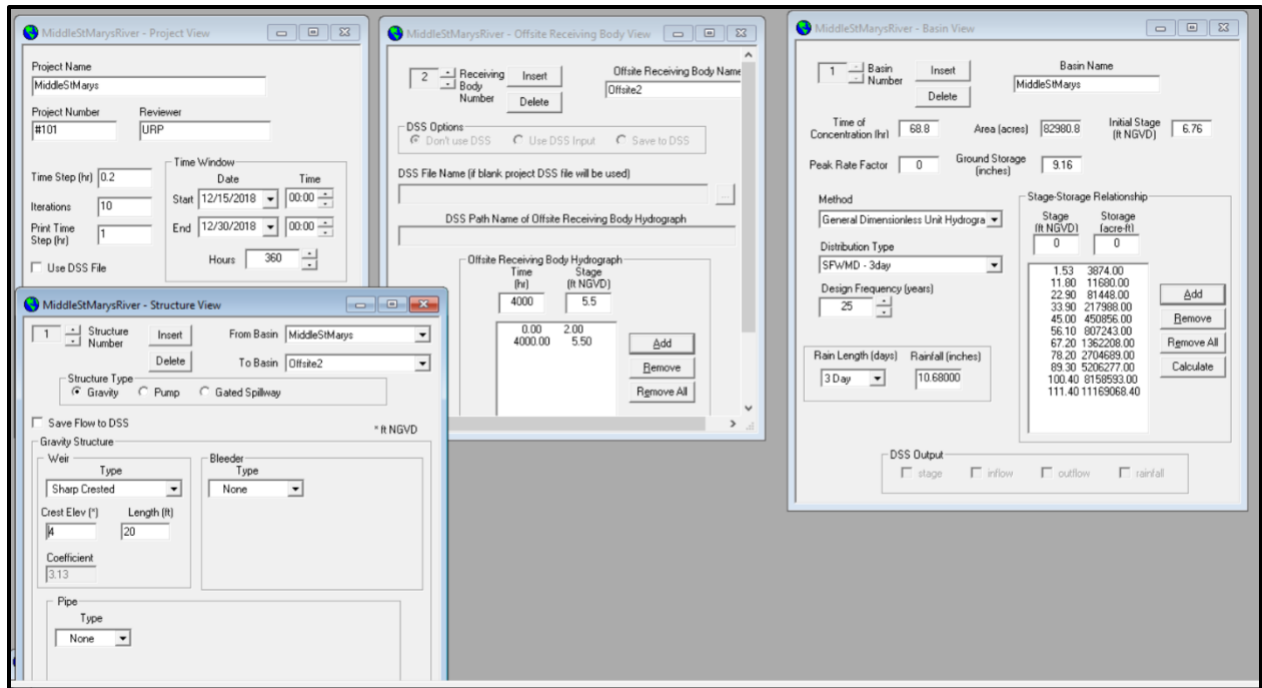 MiddleStMarysRiver - Project View
Project Name
MiddleStMarys
Project Number Reviewer
#101 URP
Time Step (hr) 0.2
Iterations 10
Print Time Step (hr) 1
Use DSS File
Time Window
Date Time
Start 12/15/2018 00:00
End 12/30/2018 00:00
Hours 360
MiddleStMarysRiver - Offsite Receiving Body View
2 Receiving Body Number Insert Delete
Offsite Receiving Body Name
Offsite2
DSS Options
Don't use DSS Use DSS Input Save to DSS
DSS File Name (if blank project DSS file will be used)
...
DSS Path Name of Offsite Receiving Body Hydrograph
Offsite Receiving Body Hydrograph
Time (hr) Stage (ft NGVD)
4000 5.5
0.00 2.00
4000.00 5.50
Add
Remove
Remove All
MiddleStMarysRiver - Basin View
1 Basin Number Insert Delete
Basin Name
MiddleStMarys
Time of Concentration (hr) 68.8 Area (acres) 82980.8 Initial Stage (ft NGVD) 6.76
Peak Rate Factor 0 Ground Storage (inches) 9.16
Method
General Dimensionless Unit Hydrogra
Distribution Type
SFWMD - 3day
Design Frequency (years)
25
Rain Length (days) Rainfall (inches)
3 Day 10.68000
Stage-Storage Relationship
Stage (ft NGVD) Storage (acre-ft)
0 0
1.53 3874.00
11.80 11680.00
22.90 81448.00
33.90 217988.00
45.00 450856.00
56.10 807243.00
67.20 1362208.00
78.20 2704689.00
89.30 5206277.00
100.40 8158593.00
111.40 11169068.40
Add
Remove
Remove All
Calculate
DSS Output
stage inflow outflow rainfall
MiddleStMarysRiver - Structure View
1 Structure Number Insert Delete
From Basin MiddleStMarys
To Basin Offsite2
Structure Type
Gravity Pump Gated Spillway
Save Flow to DSS
* ft NGVD
Gravity Structure
Weir
Type
Sharp Crested
Crest Elev (*) Length (ft)
4 20
Coefficient
3.13
Bleeder
Type
None
Pipe
Type
None